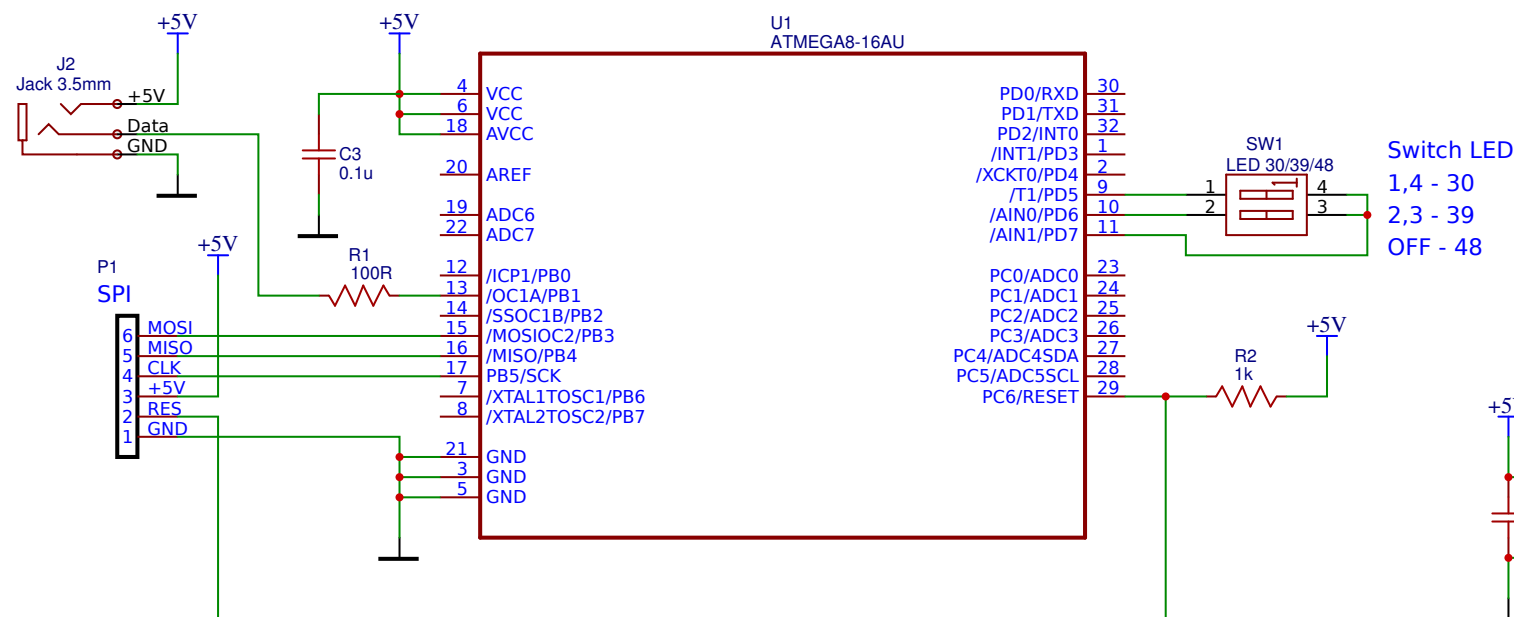 +5V
+5V
U1
ATMEGA8-16AU
J2
Jack 3.5mm
+5V
Data
GND
C3
0.1u
+5V
P1
SPI
R1
100R
6 MOSI
5 MISO
4 CLK
3 +5V
2 RES
1 GND
4 VCC
6 VCC
18 AVCC
20 AREF
19 ADC6
22 ADC7
12 /ICP1/PB0
13 /OC1A/PB1
14 /SSOC1B/PB2
15 /MOSIOC2/PB3
16 /MISO/PB4
17 PB5/SCK
7 /XTAL1TOSC1/PB6
8 /XTAL2TOSC2/PB7
21 GND
3 GND
5 GND
PD0/RXD 30
PD1/TXD 31
PD2/INT0 32
/INT1/PD3 1
/XCKT0/PD4 2
/T1/PD5 9
/AIN0/PD6 10
/AIN1/PD7 11
PC0/ADC0 23
PC1/ADC1 24
PC2/ADC2 25
PC3/ADC3 26
PC4/ADC4SDA 27
PC5/ADC5SCL 28
PC6/RESET 29
SW1
LED 30/39/48
1 4
2 3
Switch LED
1,4 - 30
2,3 - 39
OFF - 48
+5V
R2
1k